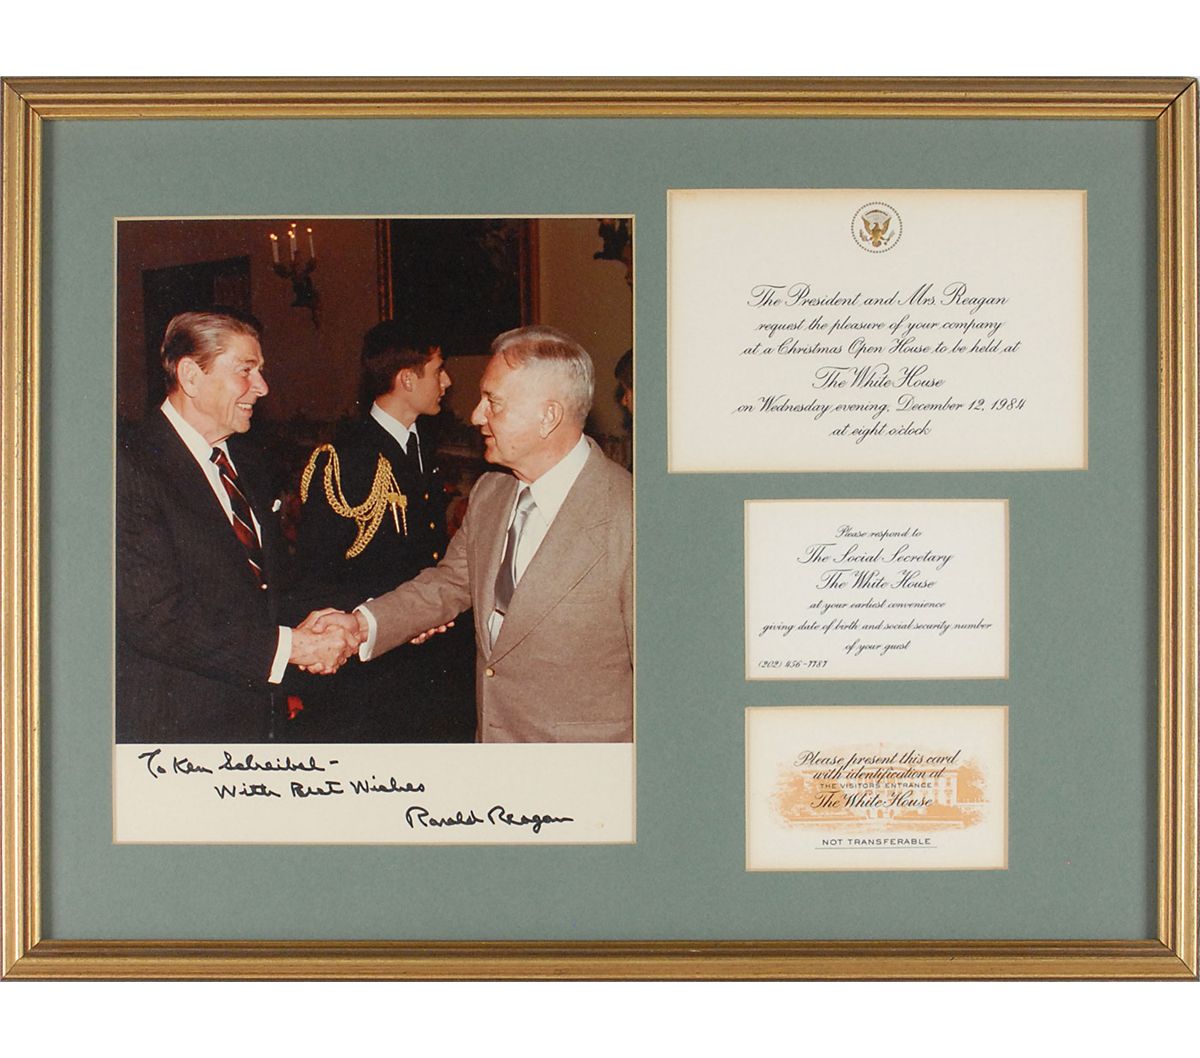 To Ken Scheibel-
With Best Wishes
Ronald Reagan
The President and Mrs. Reagan
request the pleasure of your company
at a Christmas Open House to be held at
The White House
on Wednesday evening, December 12, 1984
at eight o'clock
Please respond to
The Social Secretary
The White House
at your earliest convenience
giving date of birth and social security number
of your guest
(202) 456-7787
Please present this card
with identification at
THE VISITORS ENTRANCE
The White House
NOT TRANSFERABLE